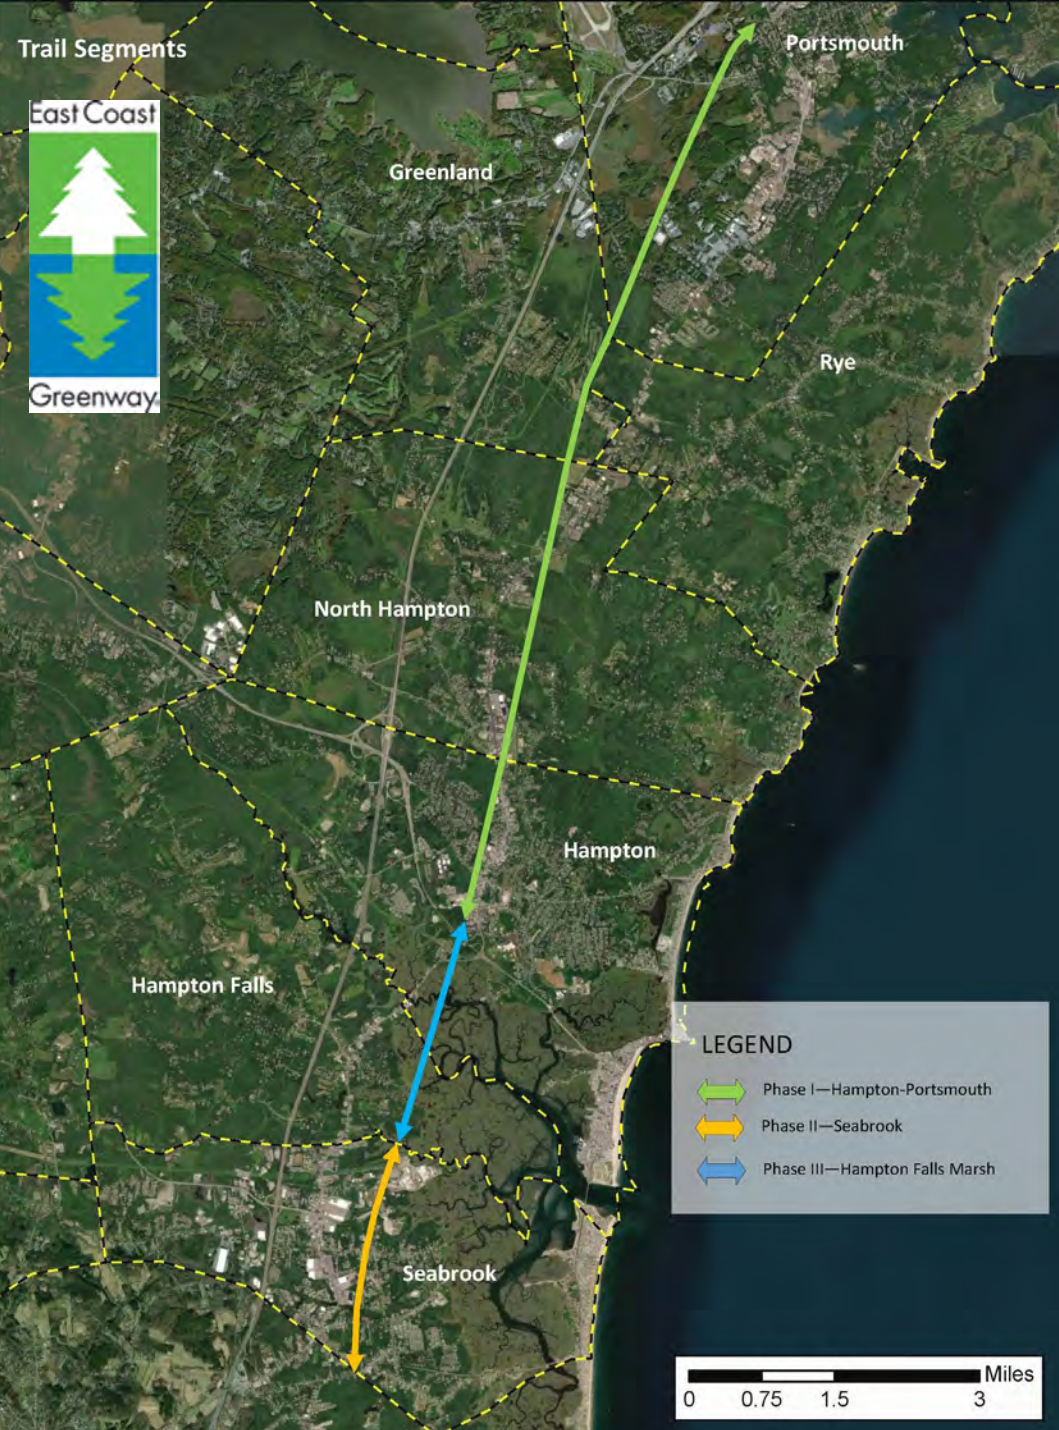 Trail Segments
East Coast
Greenway
Portsmouth
Greenland
Rye
North Hampton
Hampton
Hampton Falls
Seabrook
LEGEND
Phase I—Hampton-Portsmouth
Phase II—Seabrook
Phase III—Hampton Falls Marsh
Miles
0 0.75 1.5 3